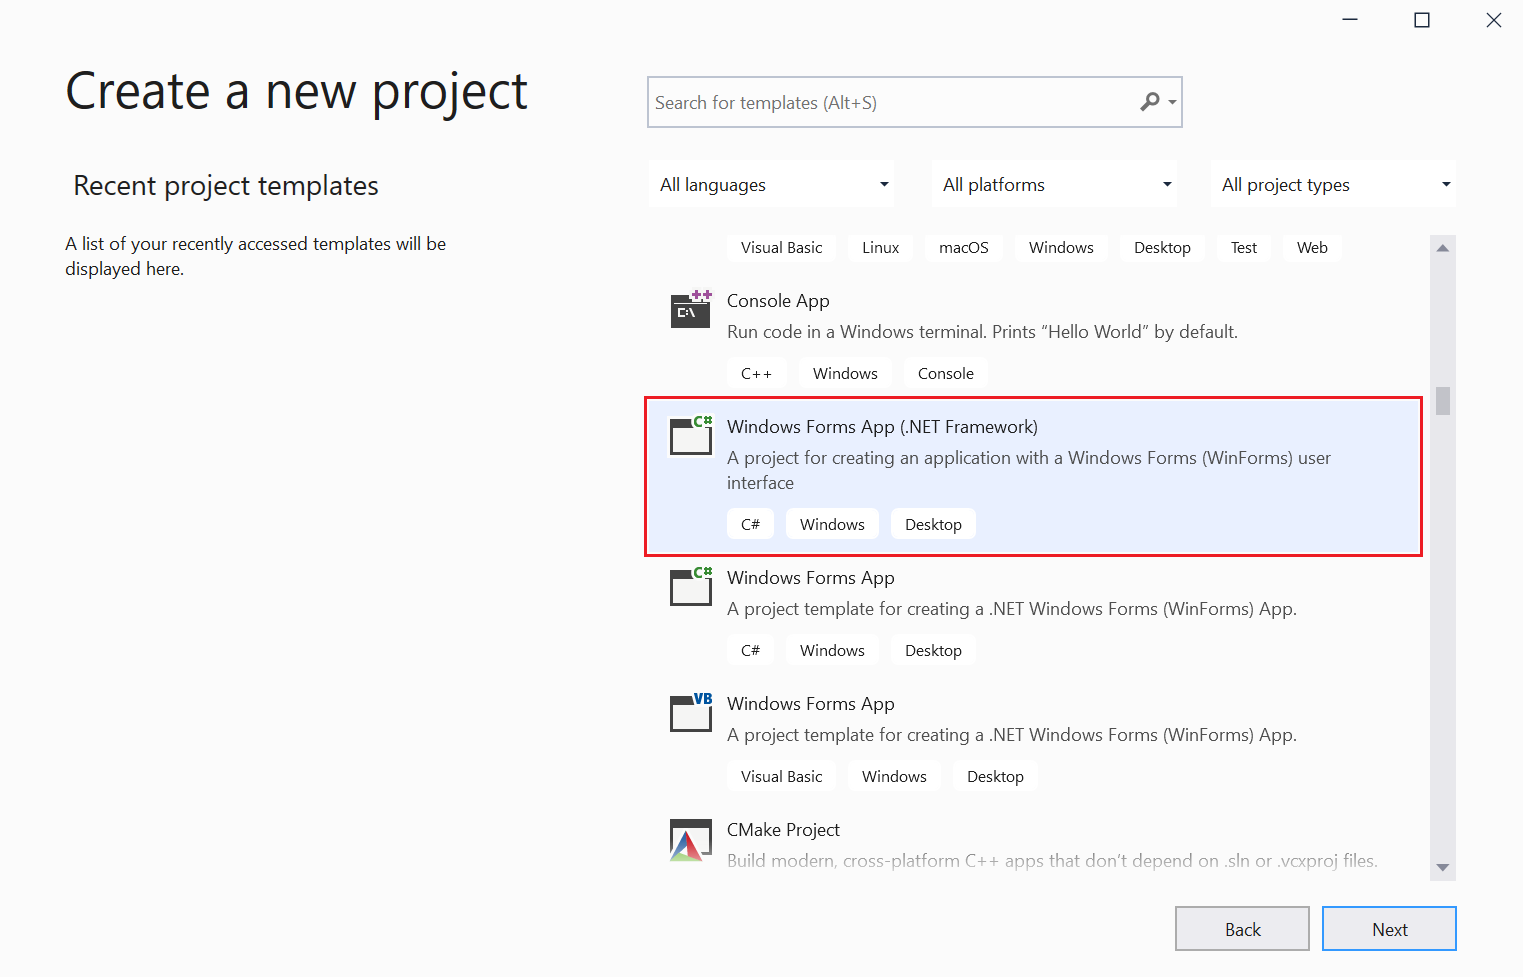 Create a new project
Search for templates (Alt+S)
Recent project templates
All languages
All platforms
All project types
A list of your recently accessed templates will be
displayed here.
Visual Basic Linux macOS Windows Desktop Test Web
Console App
Run code in a Windows terminal. Prints “Hello World” by default.
C++ Windows Console
Windows Forms App (.NET Framework)
A project for creating an application with a Windows Forms (WinForms) user
interface
C# Windows Desktop
Windows Forms App
A project template for creating a .NET Windows Forms (WinForms) App.
C# Windows Desktop
Windows Forms App
A project template for creating a .NET Windows Forms (WinForms) App.
Visual Basic Windows Desktop
CMake Project
Build modern, cross-platform C++ apps that don’t depend on .sln or .vcxproj files.
Back
Next
++
C:\
C#
C#
VB